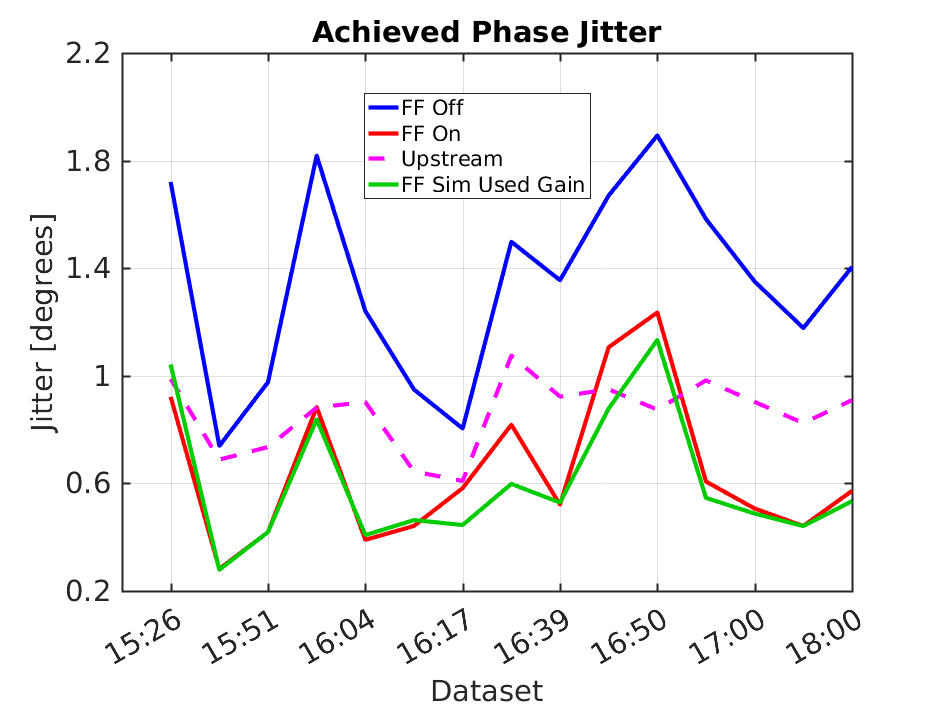 Achieved Phase Jitter
2.2
1.8
1.4
1
0.6
0.2
Jitter [degrees]
FF Off
FF On
Upstream
FF Sim Used Gain
15:26
15:51
16:04
16:17
16:39
16:50
17:00
18:00
Dataset